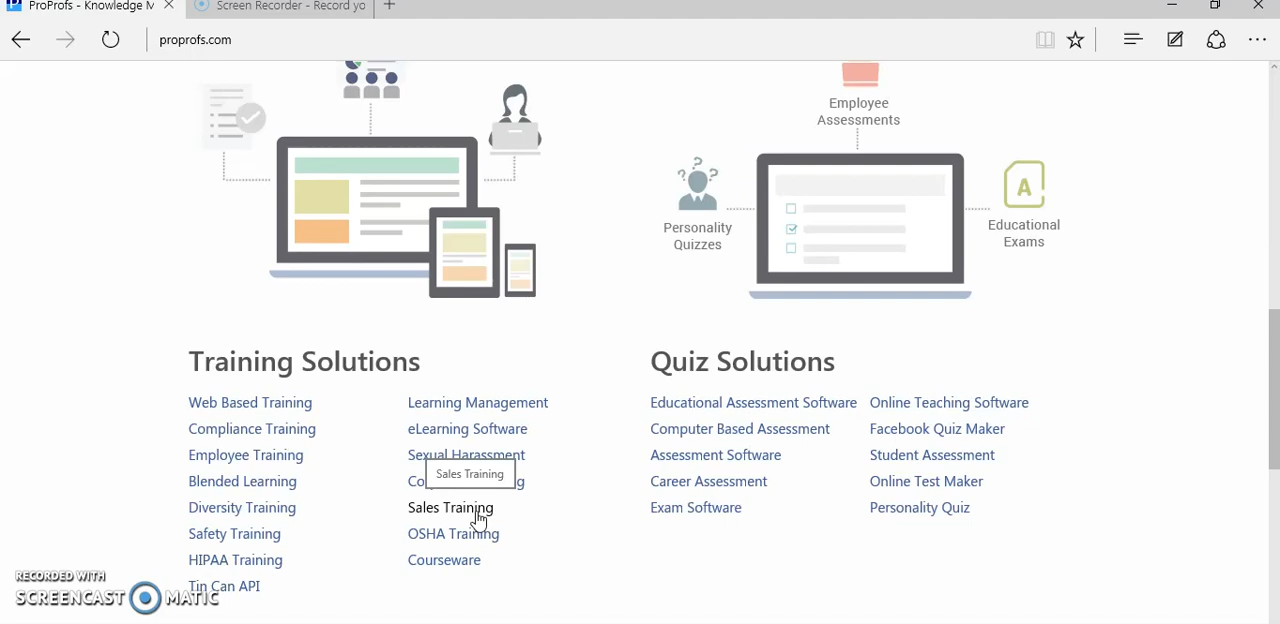 ProProfs - Knowledge M
Screen Recorder - Record yo
proprofs.com
Employee
Assessments
Personality
Quizzes
A
Educational
Exams
Training Solutions
Web Based Training
Learning Management
Compliance Training
eLearning Software
Employee Training
Sexual Harassment
Sales Training
Blended Learning
Diversity Training
Sales Training
Safety Training
OSHA Training
HIPAA Training
Courseware
Tin Can API
Quiz Solutions
Educational Assessment Software
Online Teaching Software
Computer Based Assessment
Facebook Quiz Maker
Assessment Software
Student Assessment
Career Assessment
Online Test Maker
Exam Software
Personality Quiz
RECORDED WITH
SCREENCAST MATIC